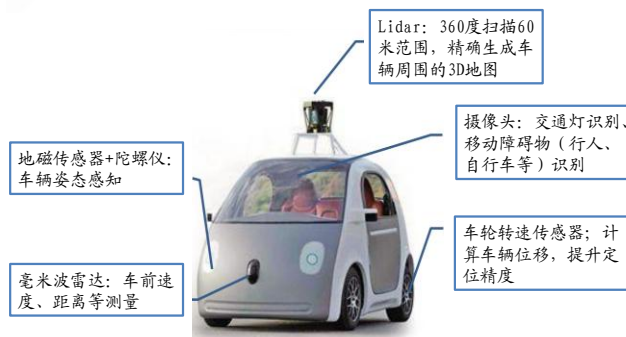 Lidar：360度扫描60
米范围，精确生成车
辆周围的3D地图
摄像头：交通灯识别、
移动障碍物（行人、
自行车等）识别
地磁传感器+陀螺仪：
车辆姿态感知
车轮转速传感器；计
算车辆位移，提升定
位精度
毫米波雷达：车前速
度、距离等测量